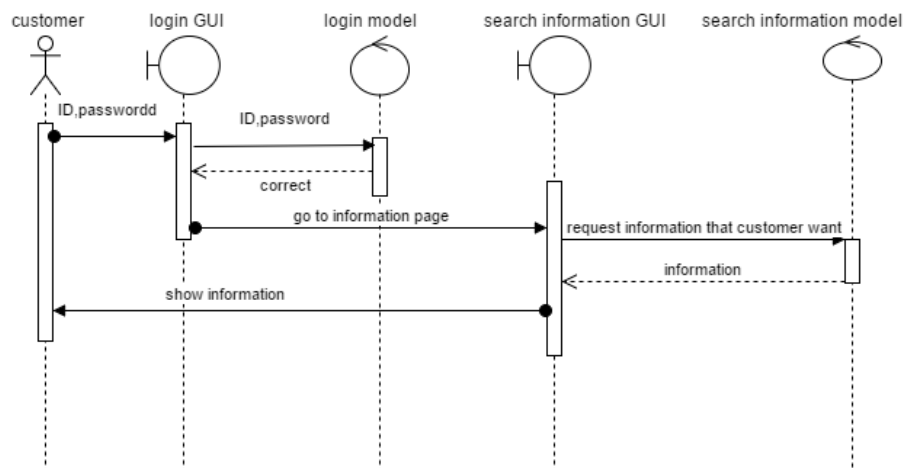 customer
login GUI
login model
search information GUI
search information model
ID,passwordd
ID,password
correct
go to information page
request information that customer want
information
show information